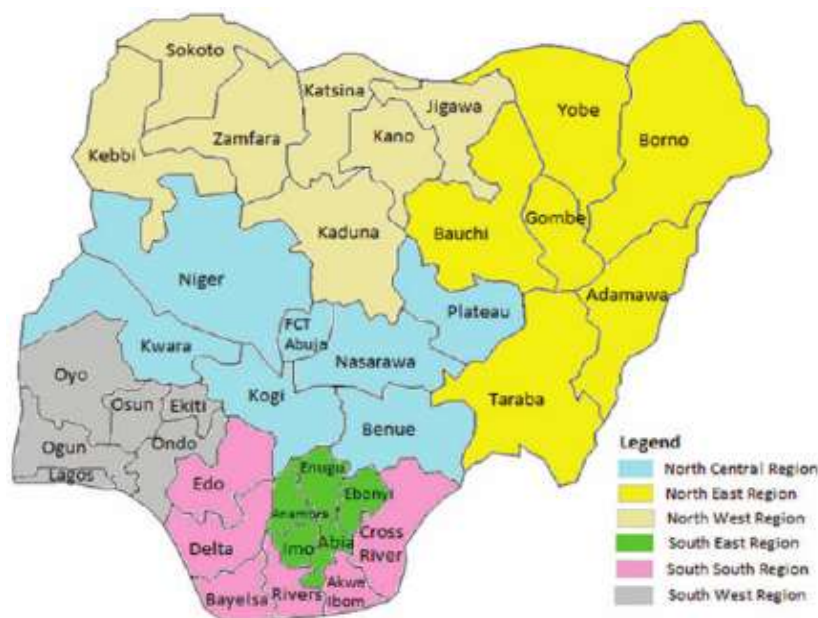 Sokoto
Katsina
Jigawa
Yobe
Borno
Kano
Zamfara
Kebbi
Gombe
Bauchi
Kaduna
Niger
Adamawa
Plateau
FCT
Abuja
Kwara
Nasarawa
Oyo
Kogi
Taraba
Osun
Ekiti
Benue
Ogun
Ondo
Lagos
Enugu
Edo
Ebonyi
Anambra
Cross
River
Delta
Imo
Abia
Akwe
Ibom
Bayelsa
Rivers
Legend
North Central Region
North East Region
North West Region
South East Region
South South Region
South West Region